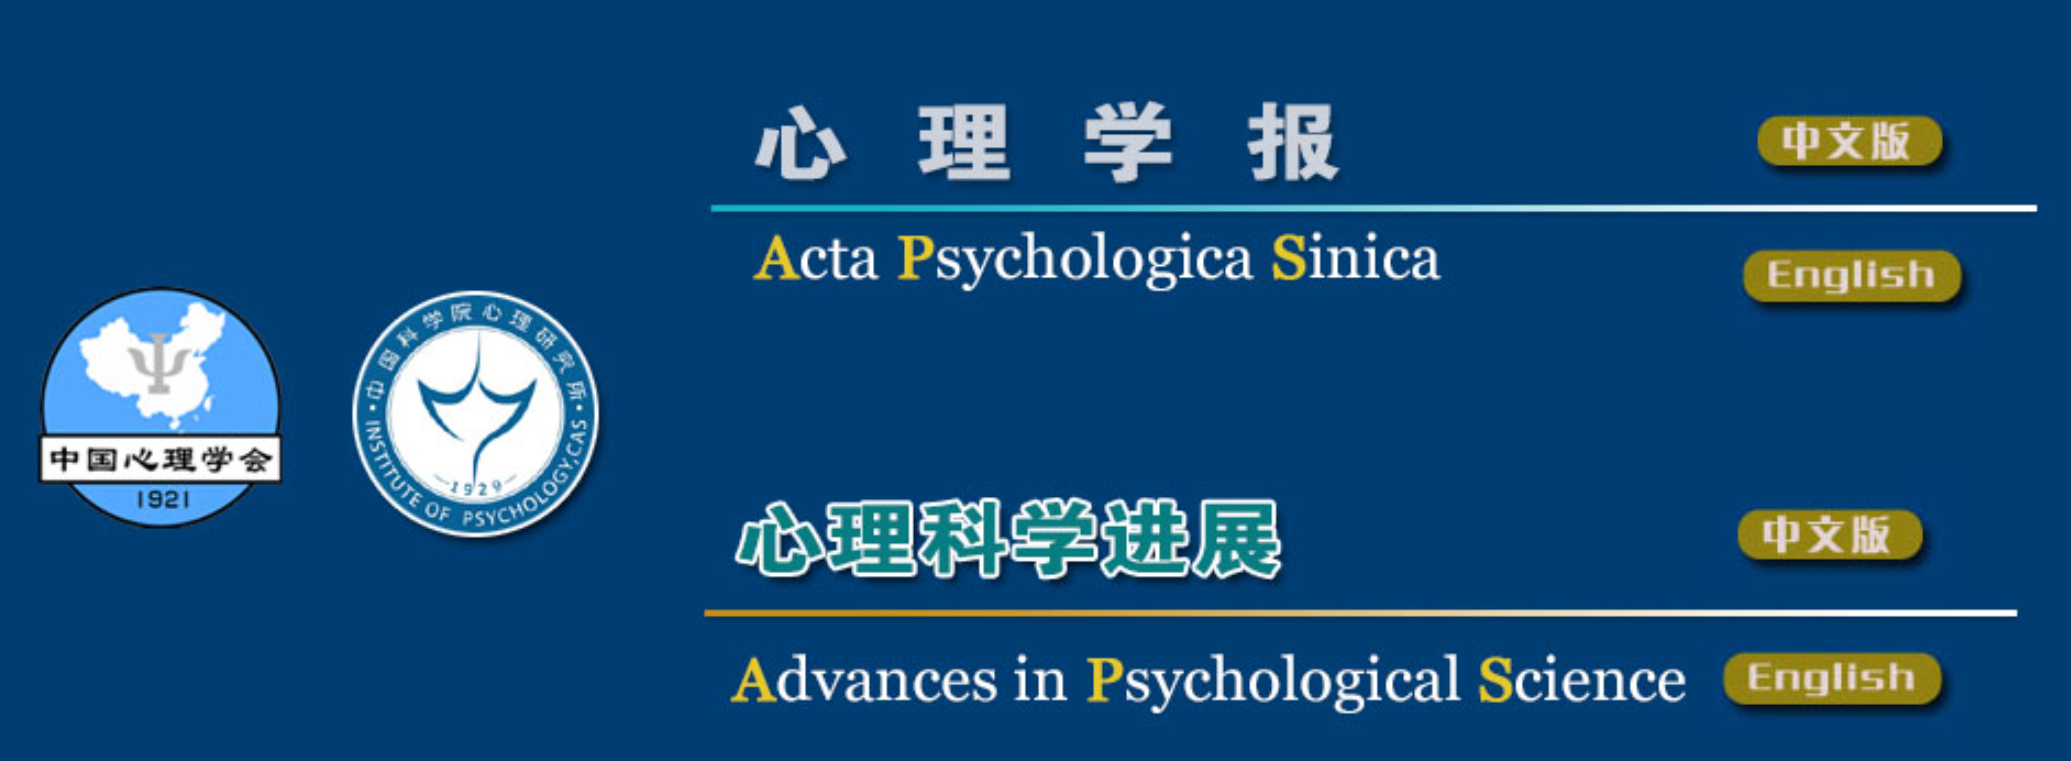 心理学报
中文版
Acta Psychologica Sinica
English
中国心理学会
1921
·中国科学院心理研究所·
INSTITUTE OF PSYCHOLOGY,CAS
1929
心理科学进展
中文版
Advances in Psychological Science
English